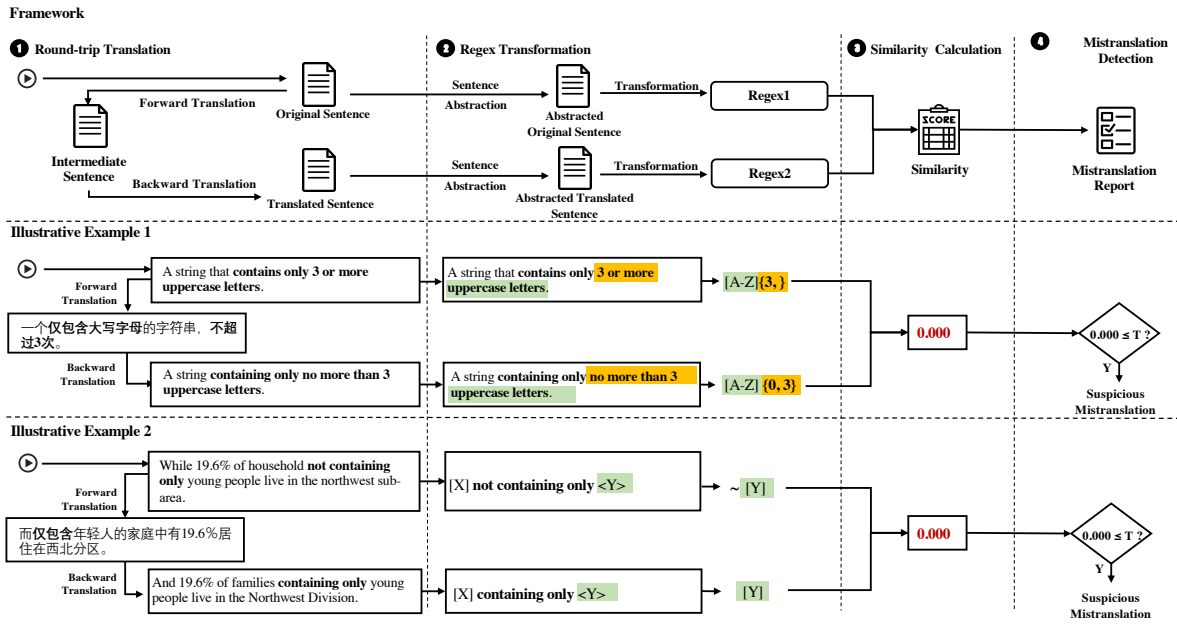 Framework
1 Round-trip Translation
2 Regex Transformation
3 Similarity Calculation
4 Mistranslation
Detection
Forward Translation
Original Sentence
Intermediate
Sentence
Backward Translation
Translated Sentence
Sentence
Abstraction
Abstracted
Original Sentence
Transformation
Regex1
Sentence
Abstraction
Abstracted Translated
Sentence
Transformation
Regex2
SCORE
Similarity
Mistranslation
Report
Illustrative Example 1
A string that contains only 3 or more
uppercase letters.
Forward
Translation
一个仅包含大写字母的字符串，不超
过3次。
Backward
Translation
A string containing only no more than 3
uppercase letters.
A string that contains only 3 or more
uppercase letters.
[A-Z]{3, }
A string containing only no more than 3
uppercase letters.
[A-Z] {0, 3}
0.000
0.000 ≤ T ?
Y
Suspicious
Mistranslation
Illustrative Example 2
While 19.6% of household not containing
only young people live in the northwest sub-
area.
Forward
Translation
而仅包含年轻人的家庭中有19.6％居
住在西北分区。
Backward
Translation
And 19.6% of families containing only young
people live in the Northwest Division.
[X] not containing only <Y>
~ [Y]
[X] containing only <Y>
[Y]
0.000
0.000 ≤ T ?
Y
Suspicious
Mistranslation